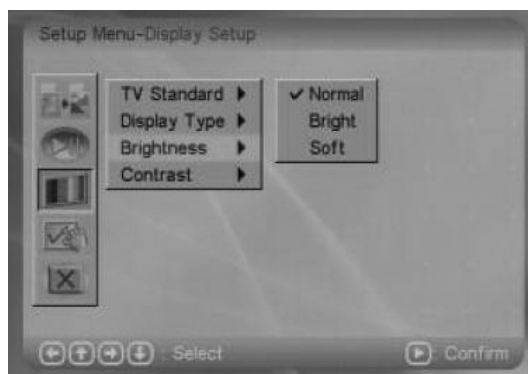 Setup Menu-Display Setup
TV Standard
Display Type
Brightness
Contrast
Normal
Bright
Soft
: Select
: Confirm